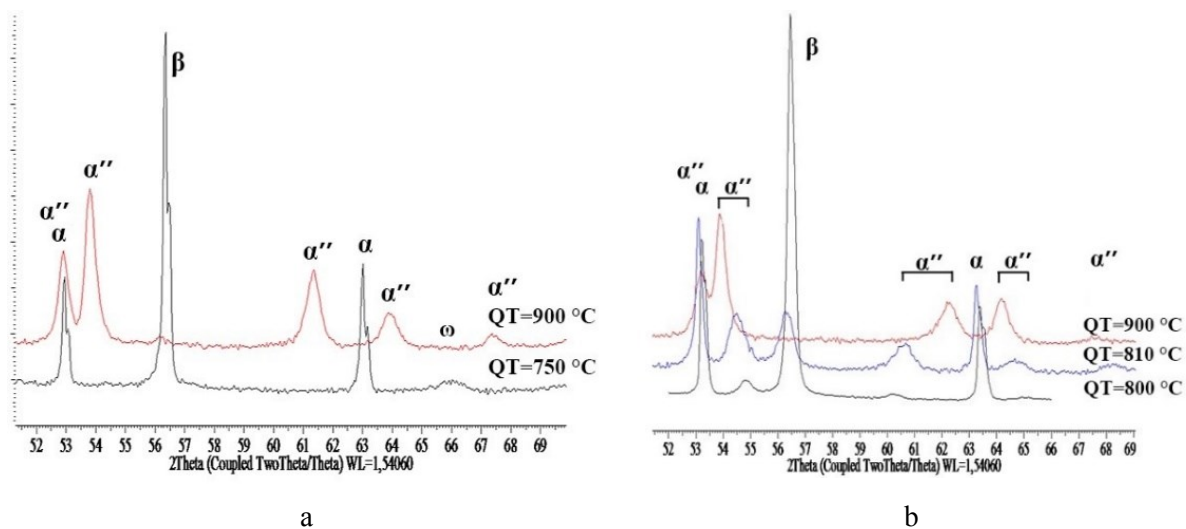 β
α′′
α′′
α
α′′
α
α′′
α′′
ω
QT=900 °C
QT=750 °C
52 53 54 55 56 57 58 59 60 61 62 63 64 65 66 67 68 69
2Theta (Coupled TwoTheta/Theta) WL=1,54060
a
β
α′′
α
α′′
α′′
α
α′′
α′′
QT=900 °C
QT=810 °C
QT=800 °C
52 53 54 55 56 57 58 59 60 61 62 63 64 65 66 67 68 69
2Theta (Coupled TwoTheta/Theta) WL=1,54060
b